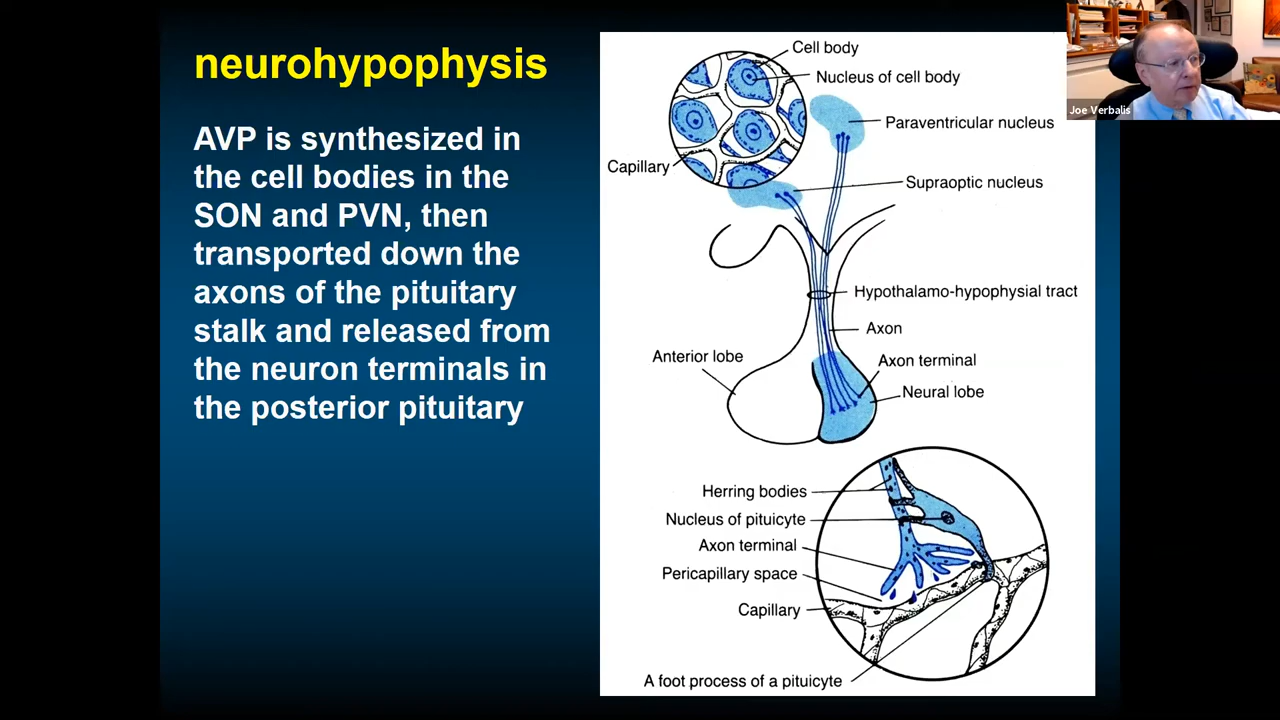 neurohypophysis
AVP is synthesized in
the cell bodies in the
SON and PVN, then
transported down the
axons of the pituitary
stalk and released from
the neuron terminals in
the posterior pituitary
Cell body
Nucleus of cell body
Paraventricular nucleus
Capillary
Supraoptic nucleus
Hypothalamo-hypophysial tract
Axon
Anterior lobe
Axon terminal
Neural lobe
Herring bodies
Nucleus of pituicyte
Axon terminal
Pericapillary space
Capillary
A foot process of a pituicyte
Joe Verbalis